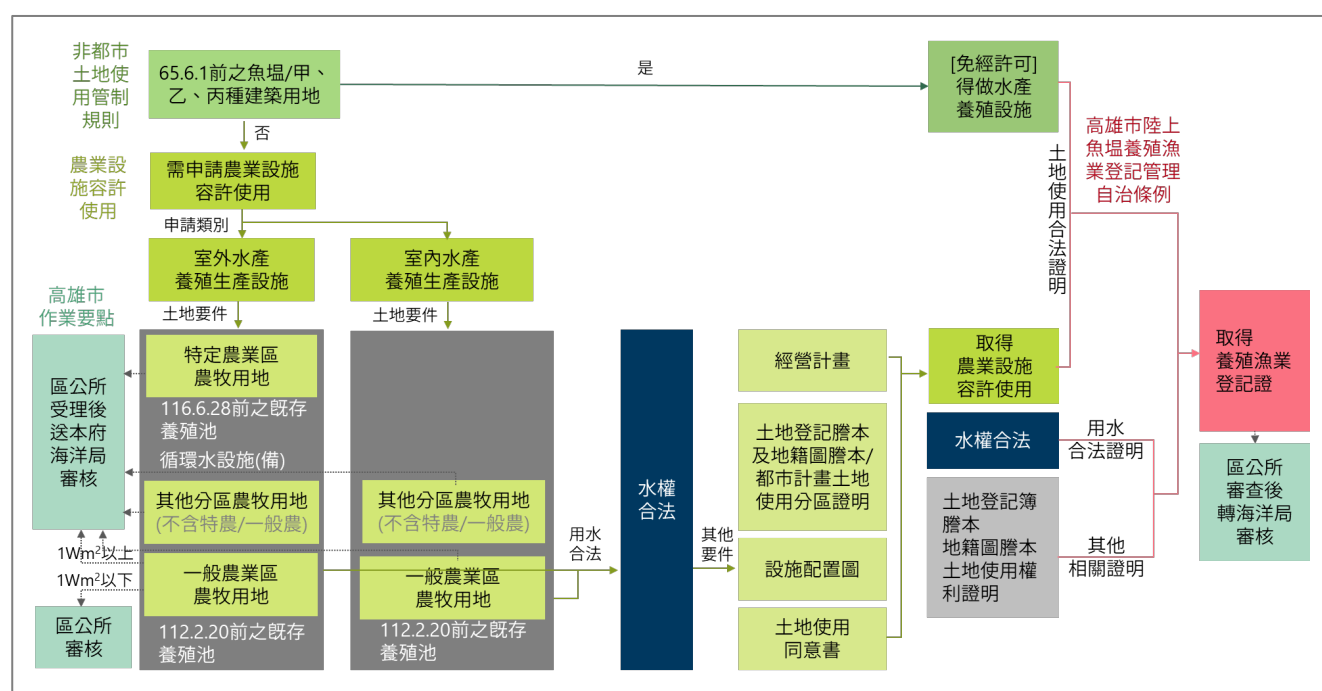 非都市
土地使
用管制
規則
65.6.1前之魚塭/甲、
乙、丙種建築用地
是
[免經許可]
得做水產
養殖設施
否
農業設
施容許
使用
需申請農業設施
容許使用
土地使用合法證明
高雄市陸上
魚塭養殖漁
業登記管理
自治條例
申請類別
室外水產
養殖生產設施
室內水產
養殖生產設施
高雄市
作業要點
土地要件
土地要件
區公所
受理後
送本府
海洋局
審核
特定農業區
農牧用地
116.6.28前之既存
養殖池
循環水設施(備)
其他分區農牧用地
(不含特農/一般農)
其他分區農牧用地
(不含特農/一般農)
1Wm²以上
1Wm²以下
一般農業區
農牧用地
一般農業區
農牧用地
112.2.20前之既存
養殖池
112.2.20前之既存
養殖池
區公所
審核
用水
合法
水權
合法
其他
要件
經營計畫
土地登記謄本
及地籍圖謄本/
都市計畫土地
使用分區證明
設施配置圖
土地使用
同意書
取得
農業設施
容許使用
水權合法
用水
合法證明
土地登記簿
謄本
地籍圖謄本
土地使用權
利證明
其他
相關證明
取得
養殖漁業
登記證
區公所
審查後
轉海洋局
審核